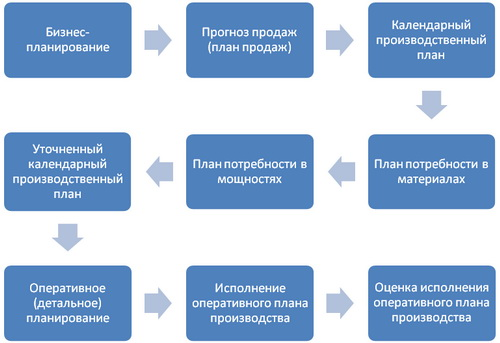 Бизнес-
планирование
Прогноз продаж
(план продаж)
Календарный
производственный
план
Уточненный
календарный
производственный
план
План потребности в
мощностях
План потребности в
материалах
Оперативное
(детальное)
планирование
Исполнение
оперативного плана
производства
Оценка исполнения
оперативного плана
производства